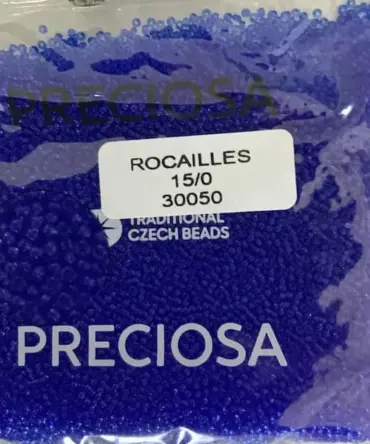 PRECIOSA
ROCAILLES
15/0
30050
TRADITIONAL
CZECH BEADS
PRECIOSA